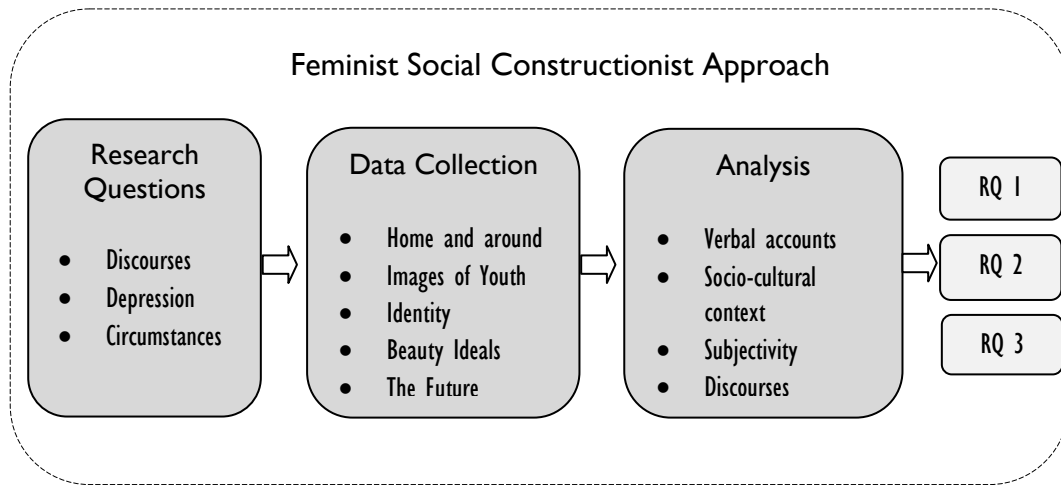 Feminist Social Constructionist Approach
Research
Questions
● Discourses
● Depression
● Circumstances
Data Collection
● Home and around
● Images of Youth
● Identity
● Beauty Ideals
● The Future
Analysis
● Verbal accounts
● Socio-cultural
context
● Subjectivity
● Discourses
RQ 1
RQ 2
RQ 3